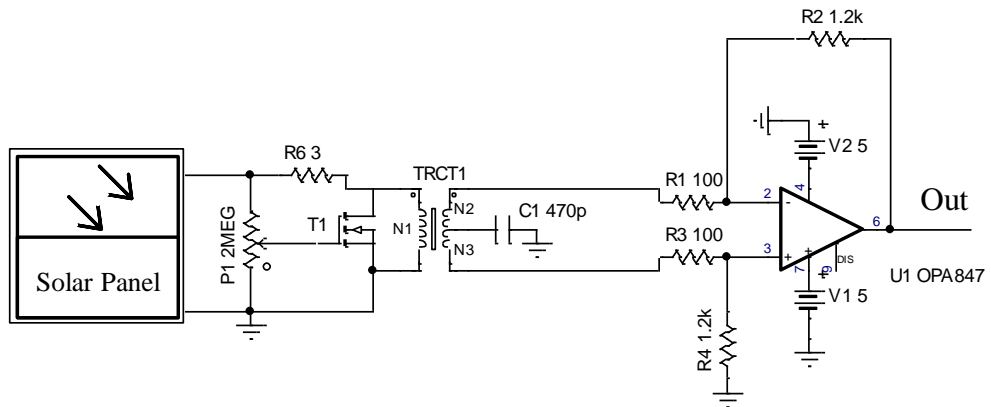 R2 1.2k
R6 3
TRCT1
V2 5
T1
N1
N2
N3
C1 470p
R1 100
R3 100
2
3
4
6
7
9
DIS
Out
P1 2MEG
Solar Panel
U1 OPA847
V1 5
R4 1.2k
+
-
+
+
+